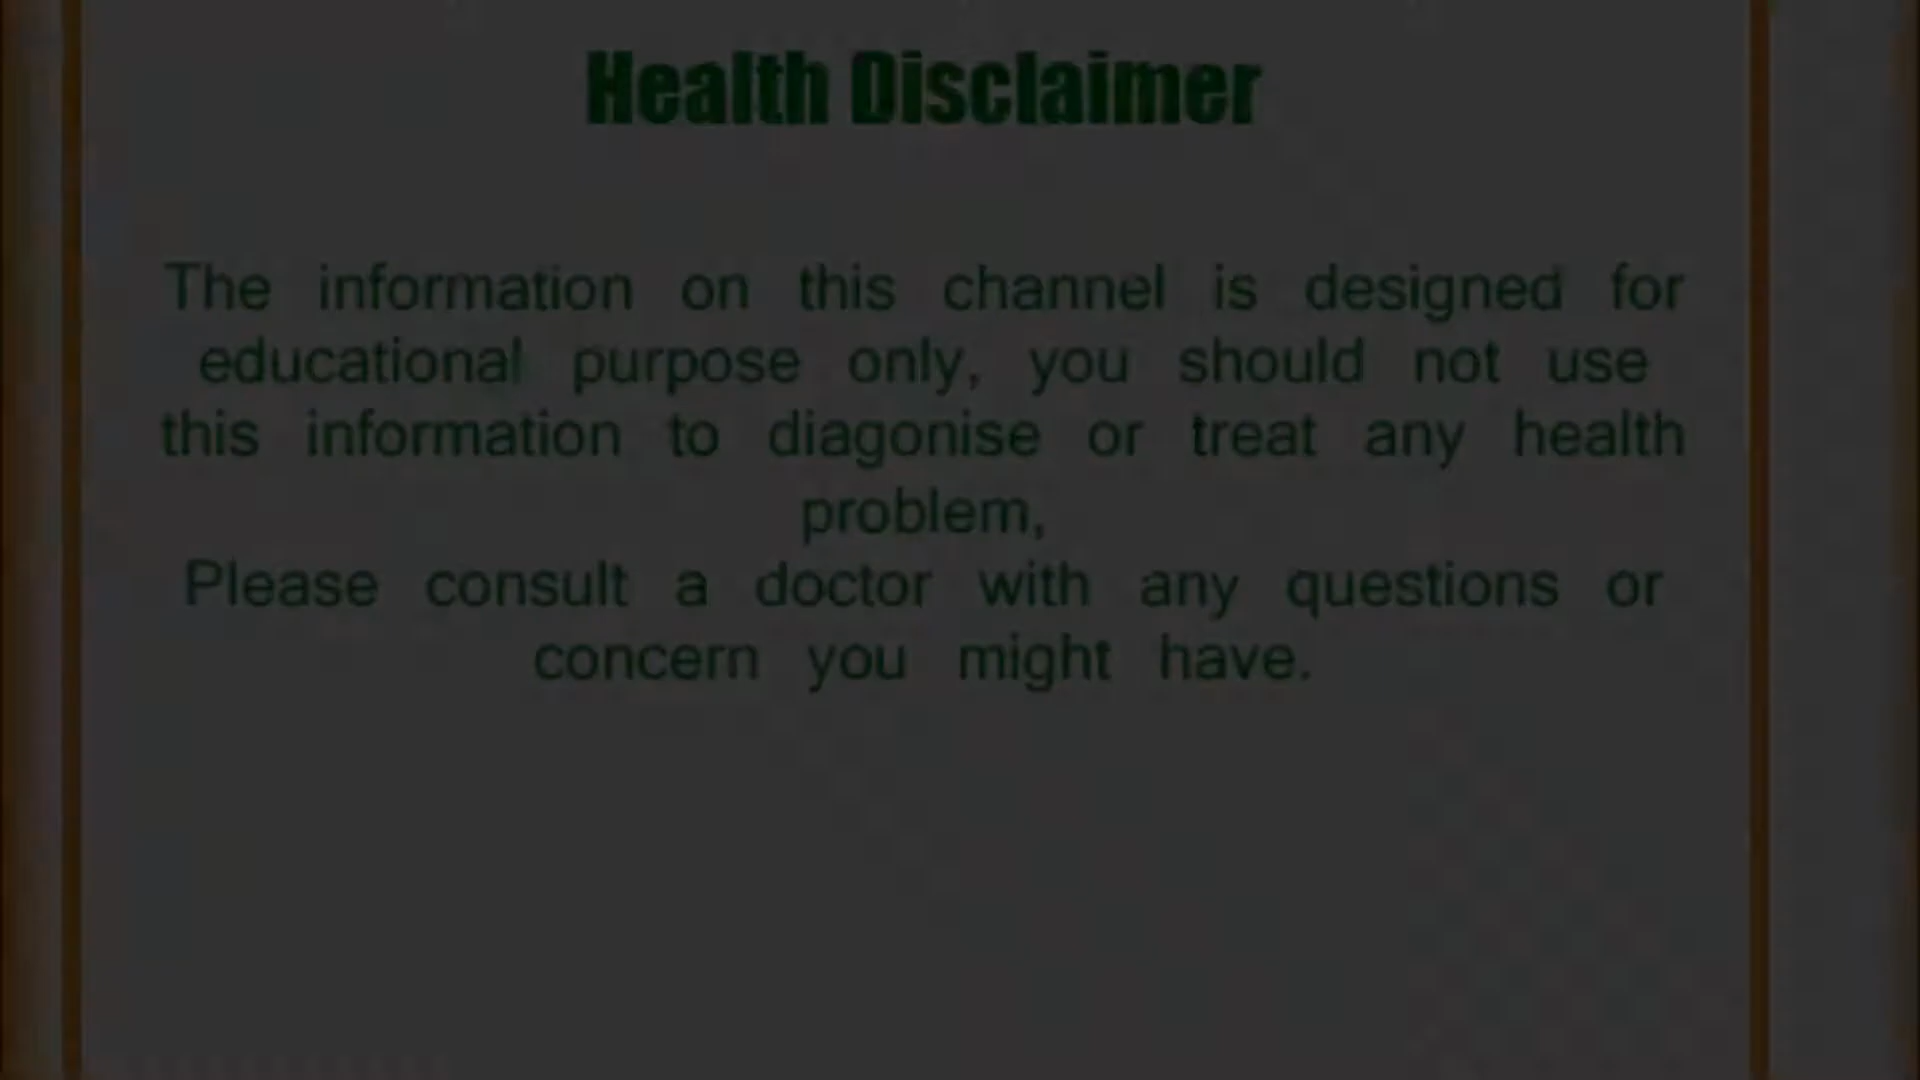 Health Disclaimer
The information on this channel is designed for
educational purpose only, you should not use
this information to diagonise or treat any health
problem,
Please consult a doctor with any questions or
concern you might have.